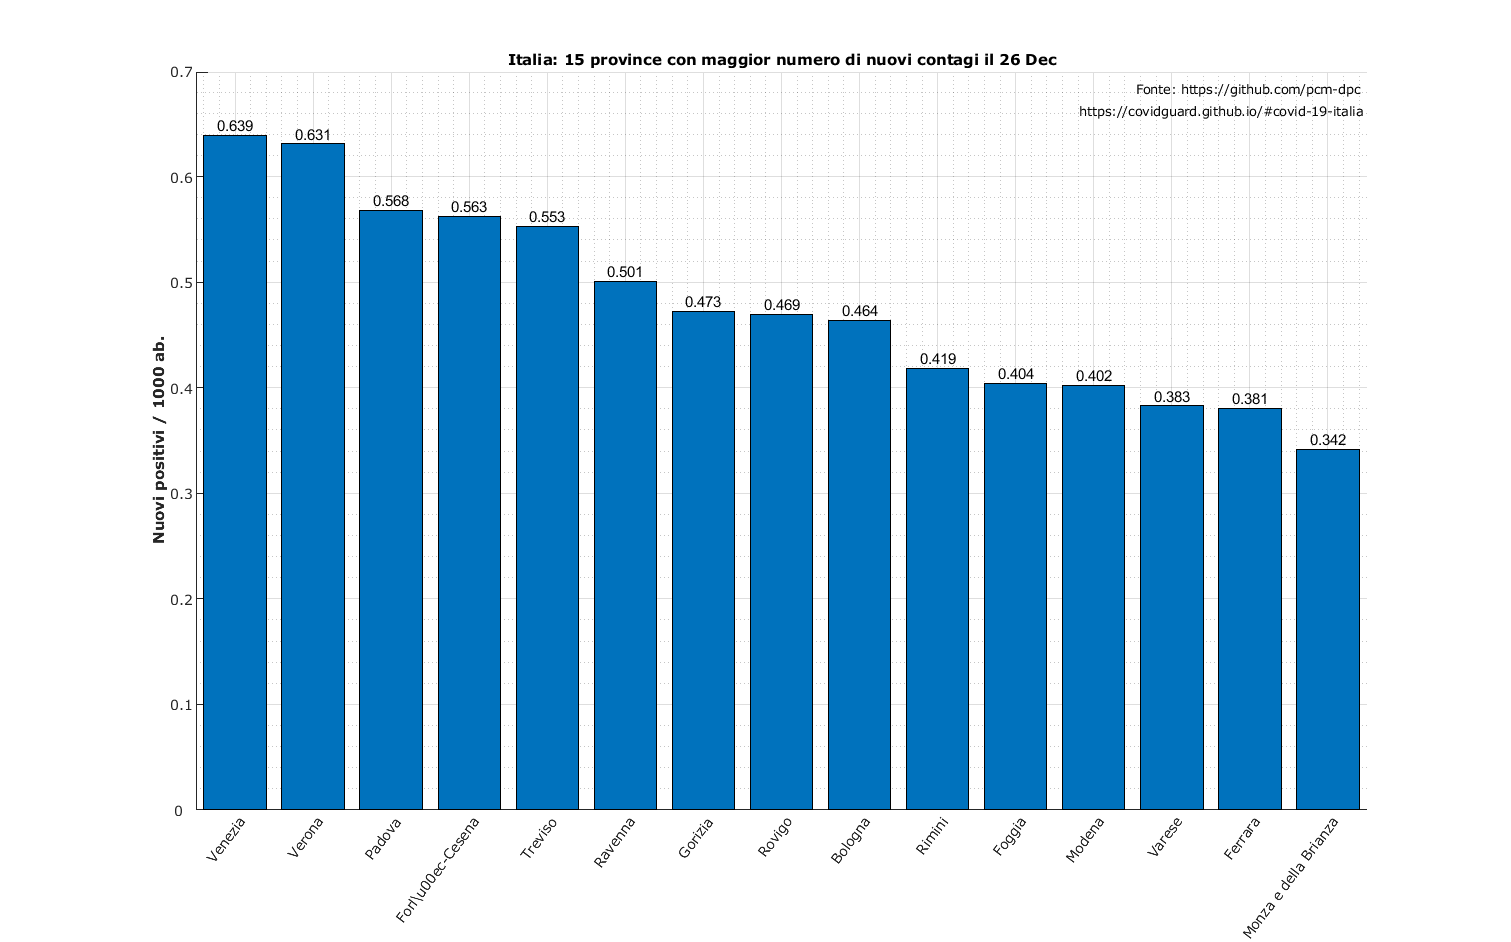 Italia: 15 province con maggior numero di nuovi contagi il 26 Dec
Fonte: https://github.com/pcm-dpc
https://covidguard.github.io/#covid-19-italia
Nuovi positivi / 1000 ab.
0.7
0.6
0.5
0.4
0.3
0.2
0.1
0
0.639
0.631
0.568
0.563
0.553
0.501
0.473
0.469
0.464
0.419
0.404
0.402
0.383
0.381
0.342
Venezia
Verona
Padova
Forl\u00ec-Cesena
Treviso
Ravenna
Gorizia
Rovigo
Bologna
Rimini
Foggia
Modena
Varese
Ferrara
Monza e della Brianza